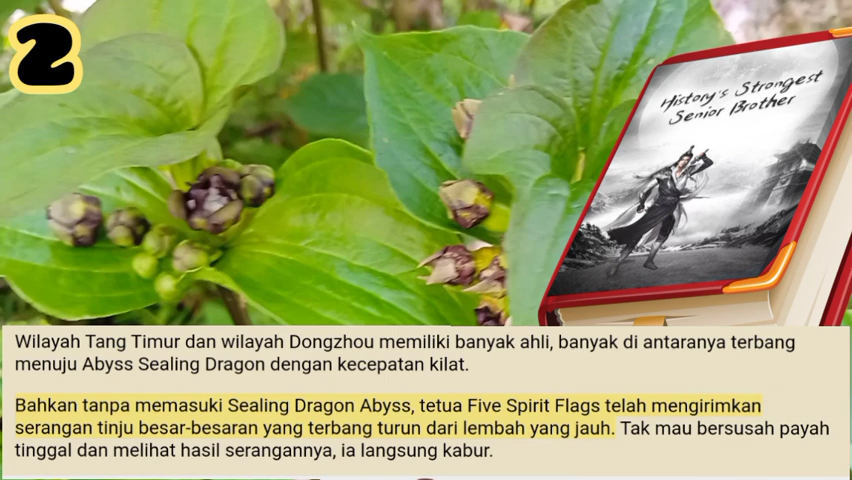 2
History's Strongest
Senior Brother
Wilayah Tang Timur dan wilayah Dongzhou memiliki banyak ahli, banyak di antaranya terbang
menuju Abyss Sealing Dragon dengan kecepatan kilat.
Bahkan tanpa memasuki Sealing Dragon Abyss, tetua Five Spirit Flags telah mengirimkan
serangan tinju besar-besaran yang terbang turun dari lembah yang jauh. Tak mau bersusah payah
tinggal dan melihat hasil serangannya, ia langsung kabur.